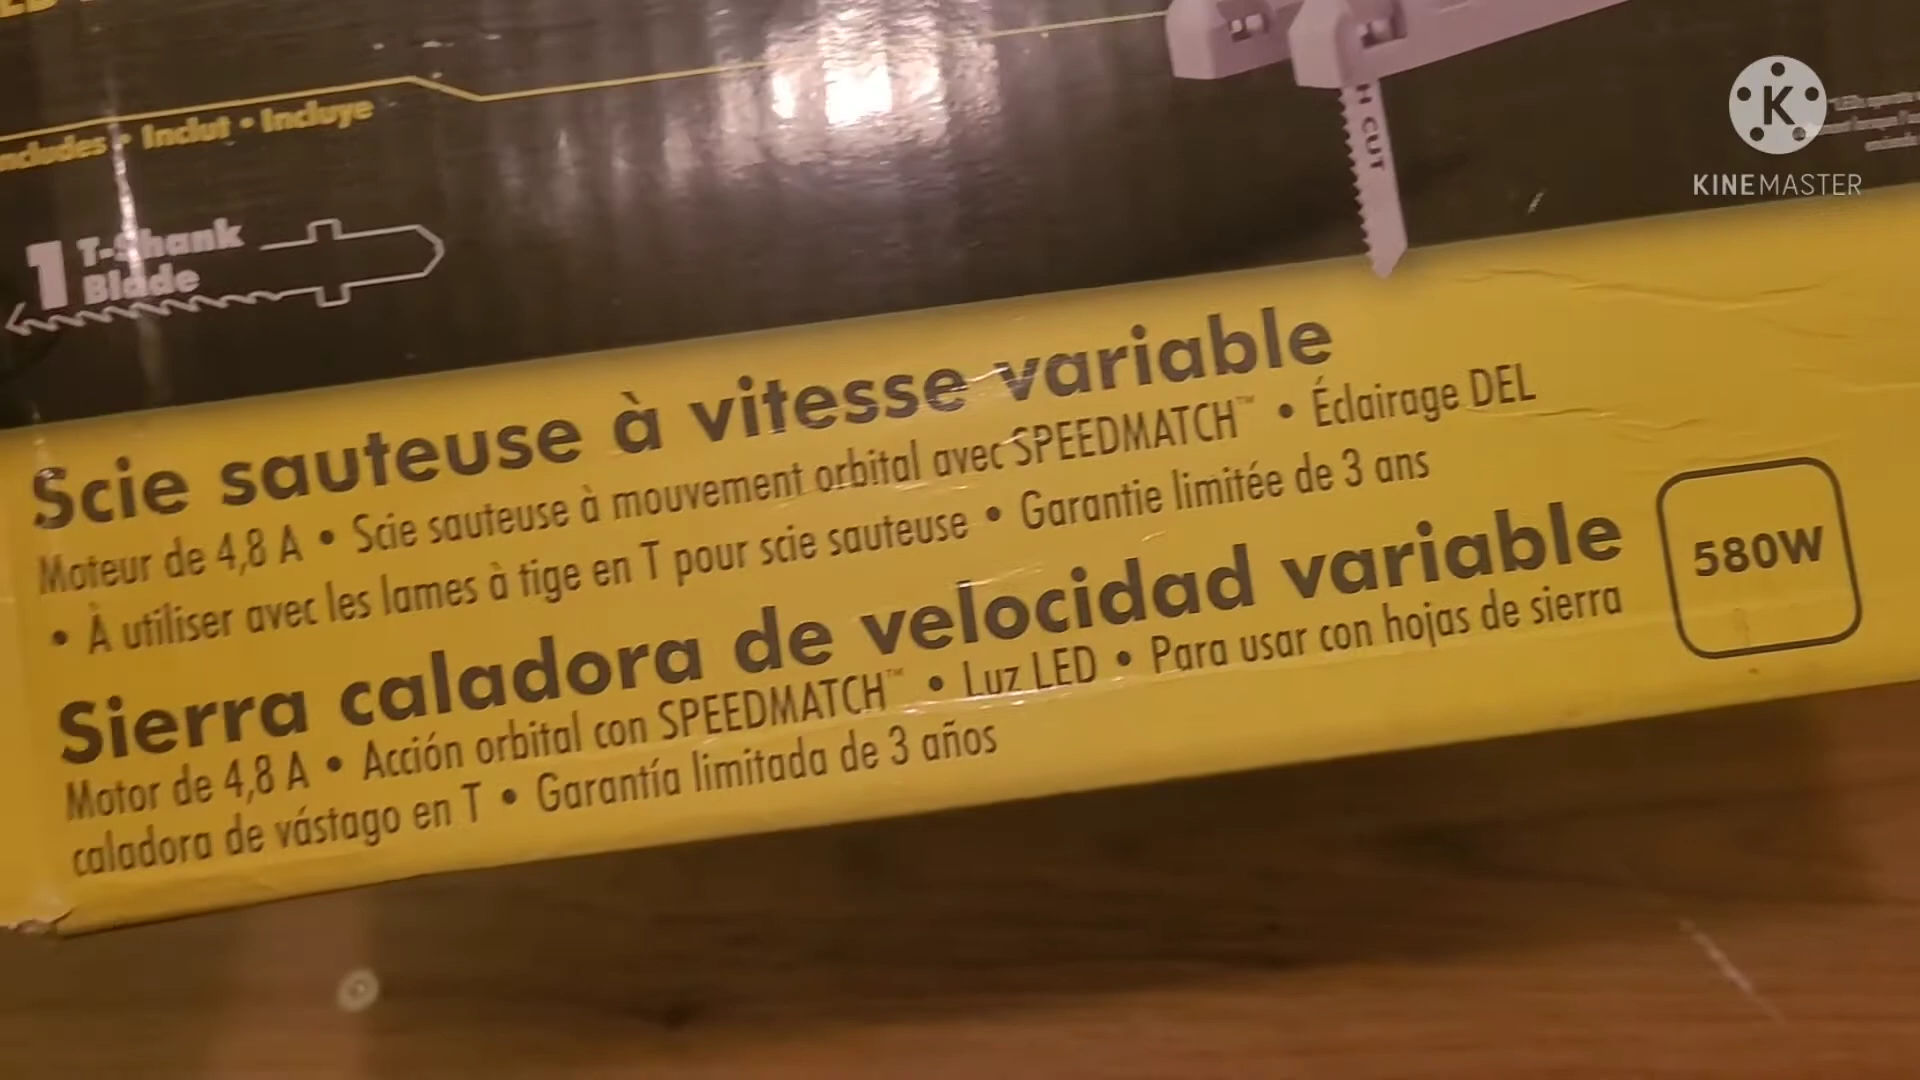 Inclut • Incluye
1 T-Shank
Blade
H CUT
KINEMASTER
Scie sauteuse à vitesse variable
Moteur de 4,8 A • Scie sauteuse à mouvement orbital avec SPEEDMATCH™ • Éclairage DEL
• À utiliser avec les lames à tige en T pour scie sauteuse • Garantie limitée de 3 ans
Sierra caladora de velocidad variable
Motor de 4,8 A • Acción orbital con SPEEDMATCH™ • Luz LED • Para usar con hojas de sierra
caladora de vástago en T • Garantía limitada de 3 años
580W